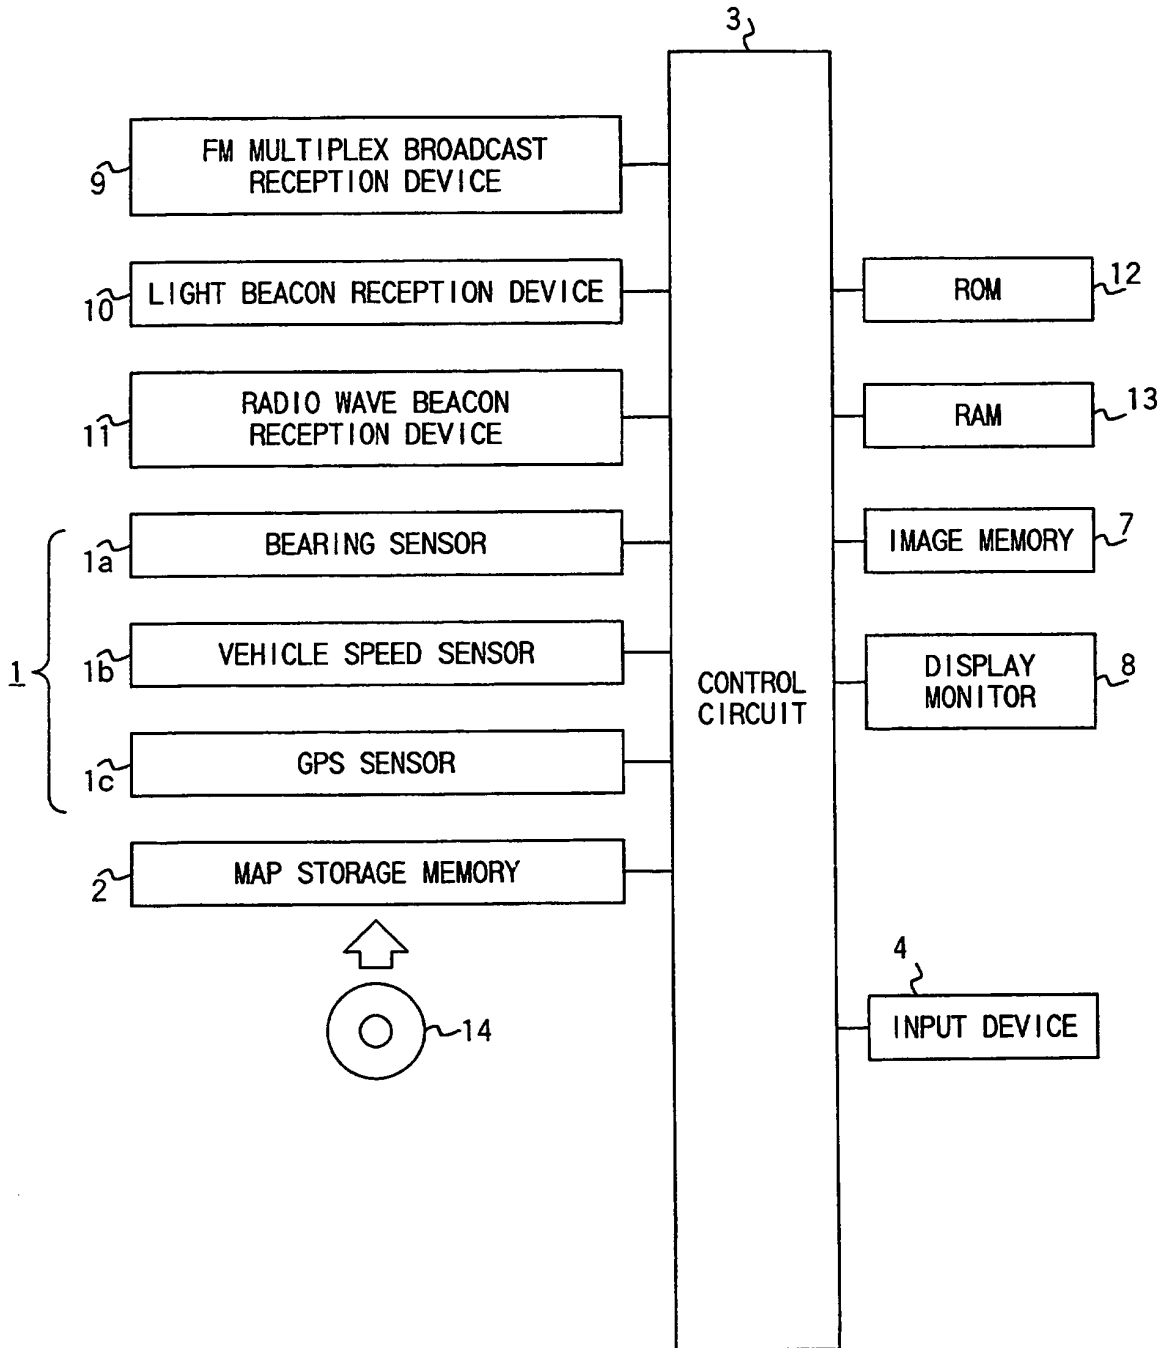 3
FM MULTIPLEX BROADCAST
RECEPTION DEVICE
9
LIGHT BEACON RECEPTION DEVICE
10
ROM
12
RADIO WAVE BEACON
RECEPTION DEVICE
11
RAM
13
BEARING SENSOR
1a
IMAGE MEMORY
7
1
VEHICLE SPEED SENSOR
1b
DISPLAY
MONITOR
8
CONTROL
CIRCUIT
GPS SENSOR
1c
MAP STORAGE MEMORY
2
4
14
INPUT DEVICE